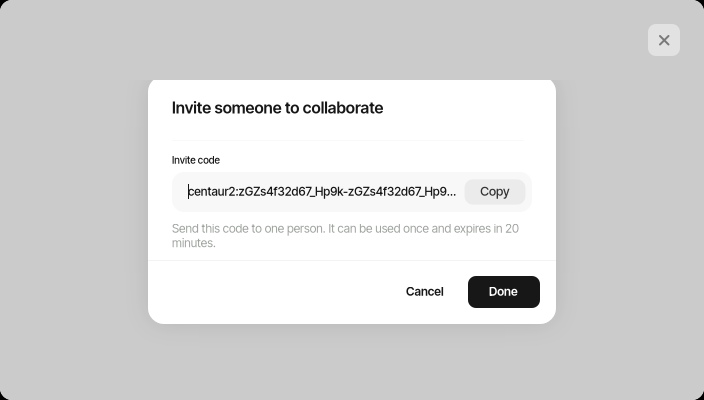 Invite someone to collaborate
Invite code
centaur2:zGZs4f32d67_Hp9k-zGZs4f32d67_Hp9...
Copy
Send this code to one person. It can be used once and expires in 20
minutes.
Cancel
Done